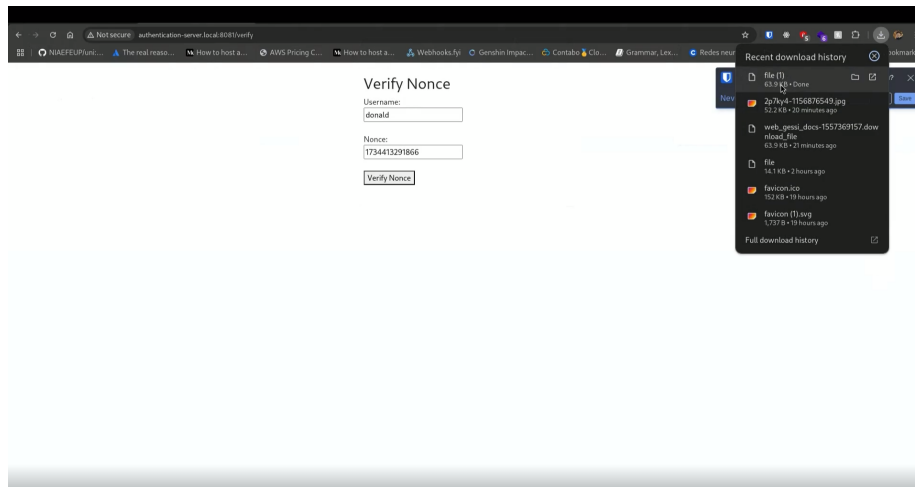 Not secure authentication-server.local:8081/verify
NIAEFEUP/uni:... The real reaso... How to host a... AWS Pricing C... How to host a... Webhooks.fyi Genshin Impac... Contabo Clo... Grammar, Lex... Redes neur
Verify Nonce
Username:
donald
Nonce:
1734413291866
Verify Nonce
Recent download history
file (1)
63.9 KB • Done
2p7ky4-1156876549.jpg
52.2 KB • 20 minutes ago
web_gessi_docs-1557369157.dow
nload_file
63.9 KB • 21 minutes ago
file
14.1 KB • 2 hours ago
favicon.ico
152 KB • 19 hours ago
favicon (1).svg
1,737 B • 19 hours ago
Full download history
Nev
Save